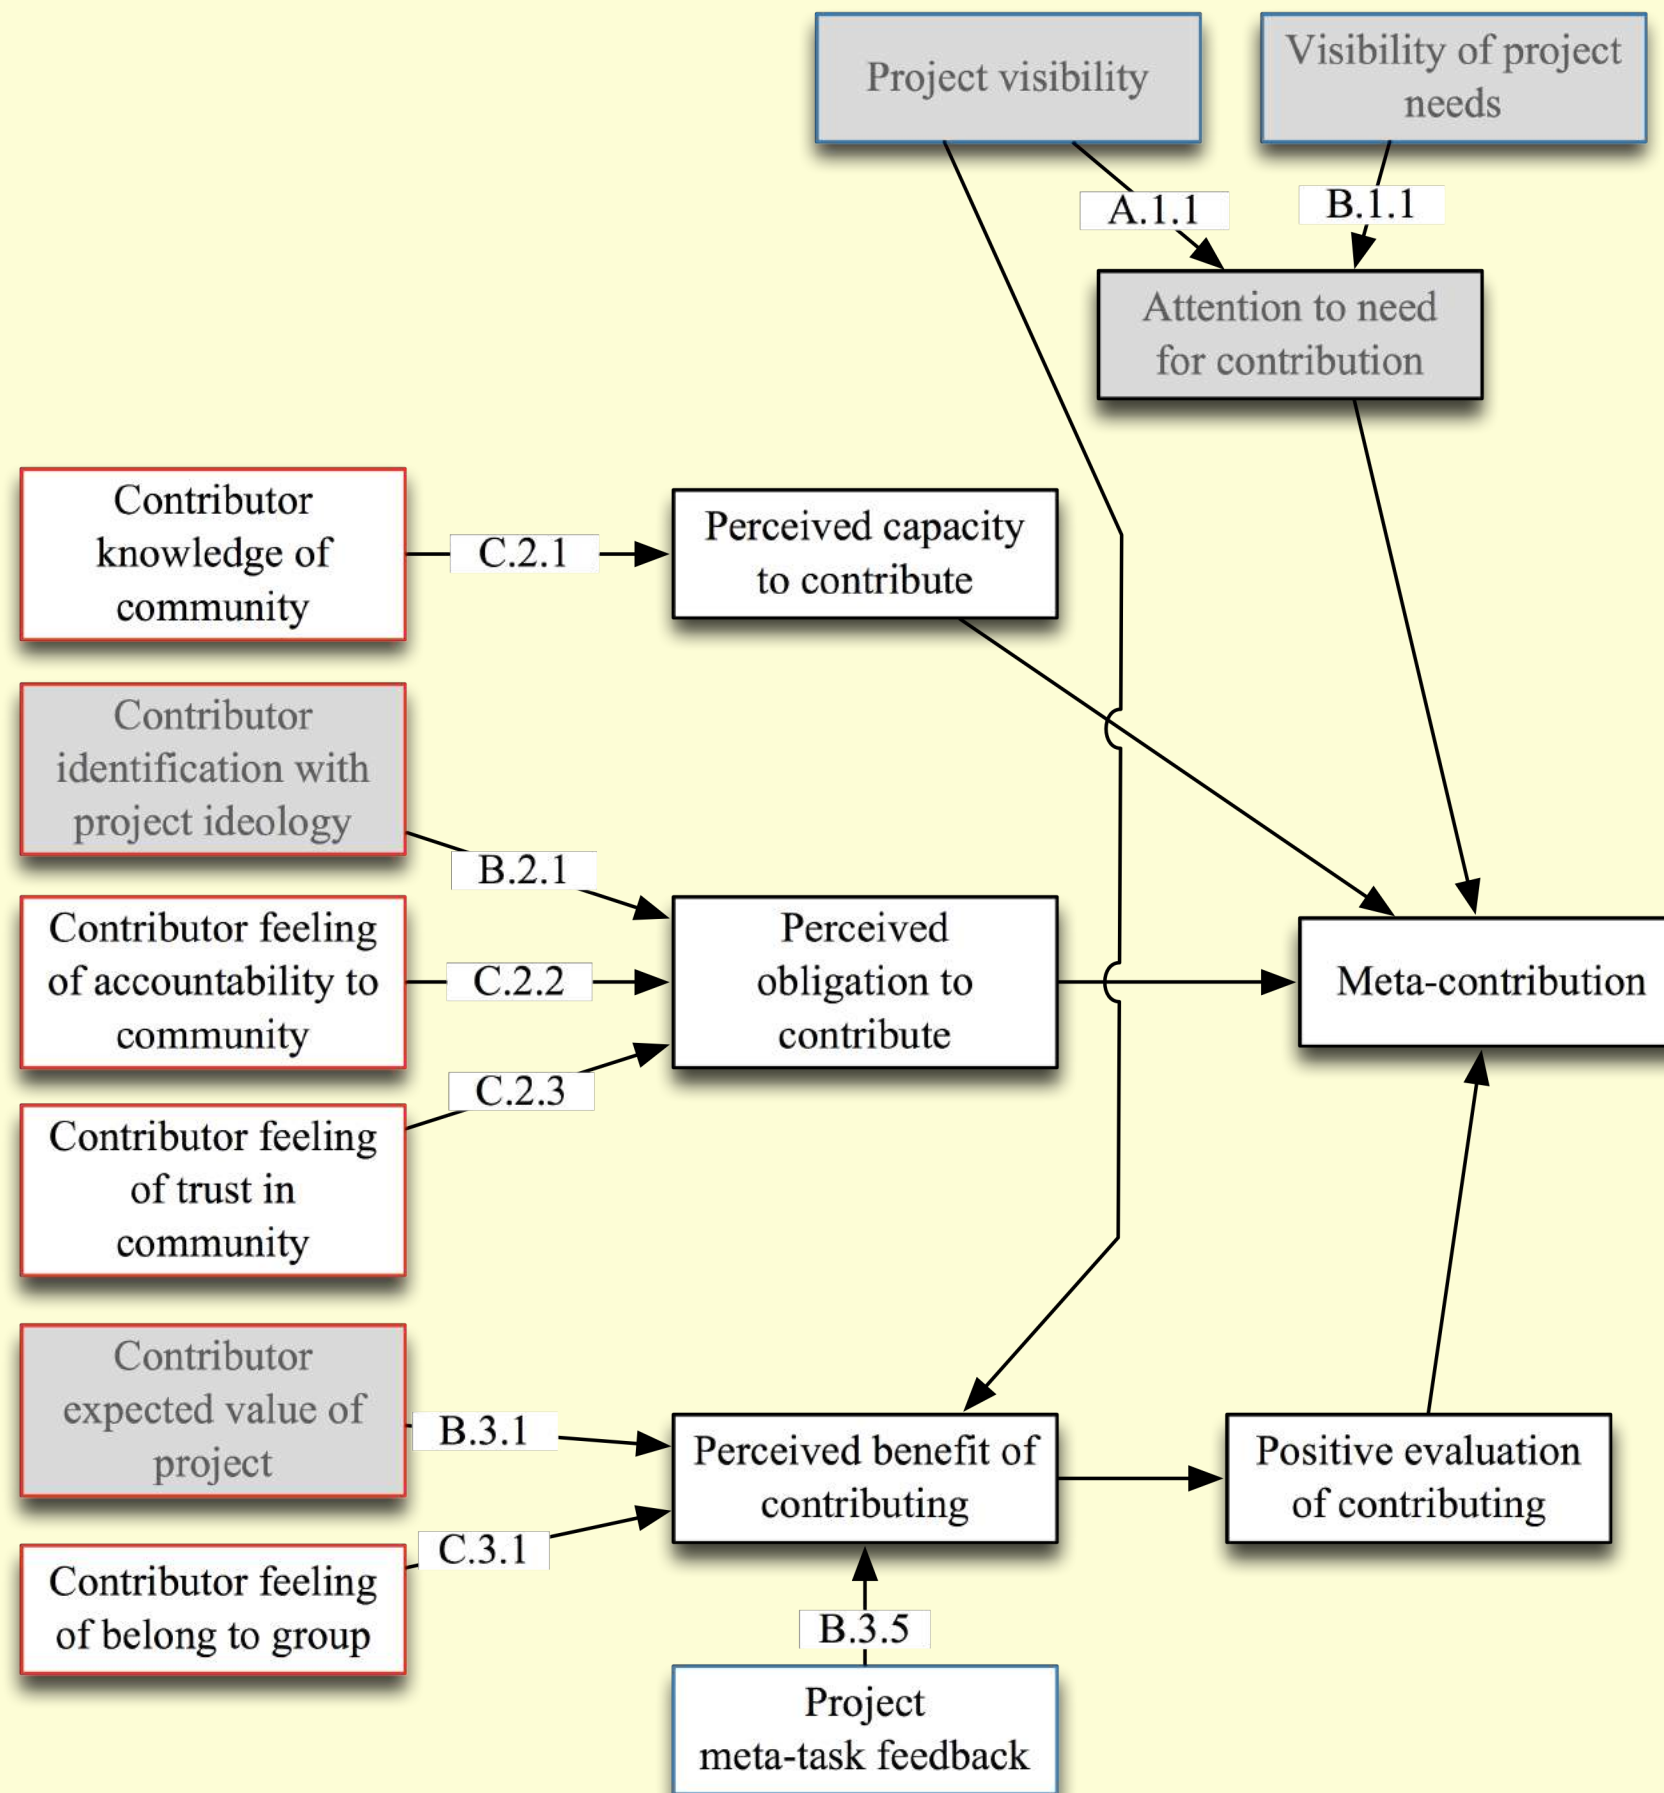 Project visibility
Visibility of project
needs
A.1.1
B.1.1
Attention to need
for contribution
Contributor
knowledge of
community
C.2.1
Perceived capacity
to contribute
Contributor
identification with
project ideology
B.2.1
Contributor feeling
of accountability to
community
C.2.2
Perceived
obligation to
contribute
Meta-contribution
C.2.3
Contributor feeling
of trust in
community
Contributor
expected value of
project
B.3.1
Perceived benefit of
contributing
Positive evaluation
of contributing
C.3.1
Contributor feeling
of belong to group
B.3.5
Project
meta-task feedback